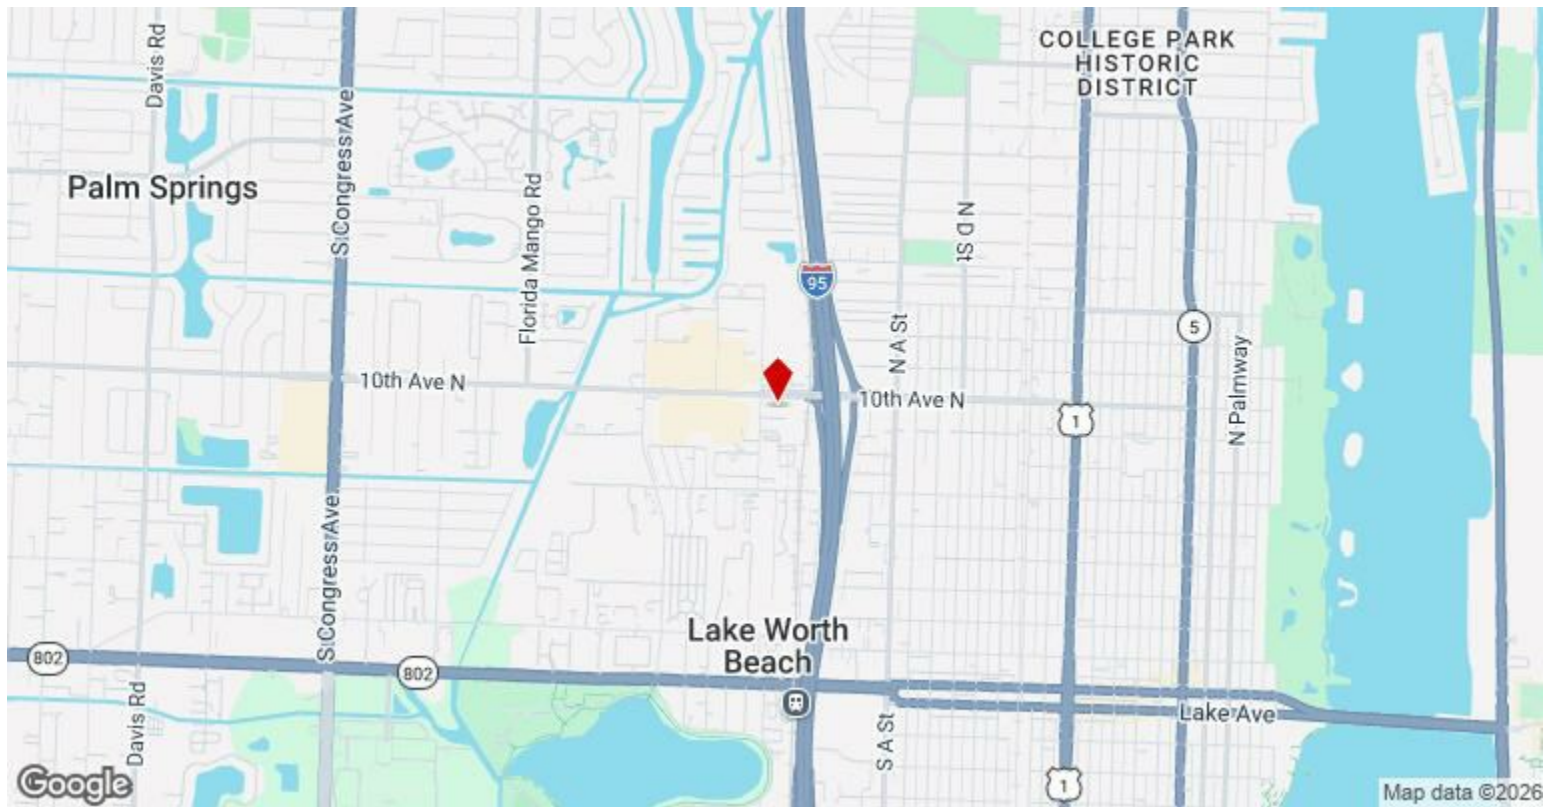 COLLEGE PARK
HISTORIC
DISTRICT
Davis Rd
S Congress Ave
Palm Springs
Florida Mango Rd
N D St
95
5
N A St
N Palmway
10th Ave N
10th Ave N
1
S Congress Ave
Lake Worth
Beach
802
802
Lake Ave
Davis Rd
S A St
1
Google
Map data ©2026